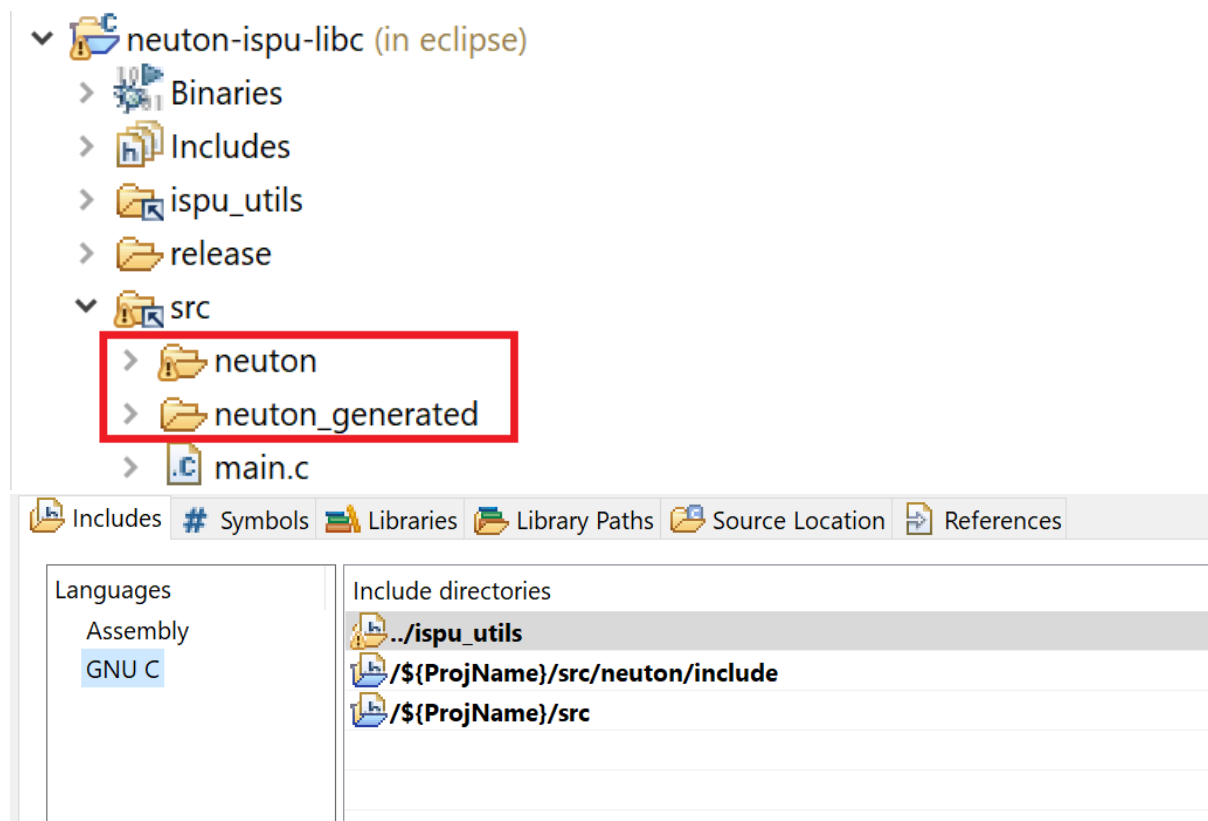 neuton-ispu-libc (in eclipse)
Binaries
Includes
ispu_utils
release
src
neuton
neuton_generated
main.c
Includes # Symbols Libraries Library Paths Source Location References
Languages
Assembly
GNU C
Include directories
../ispu_utils
/${ProjName}/src/neuton/include
/${ProjName}/src